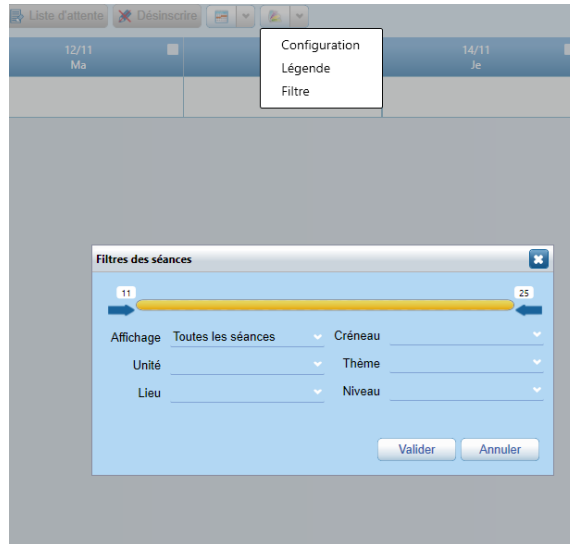 Liste d'attente Désinscrire
12/11 14/11
Ma Je
Configuration
Légende
Filtre
Filtres des séances
11 25
Affichage Toutes les séances Créneau
Unité Thème
Lieu Niveau
Valider Annuler